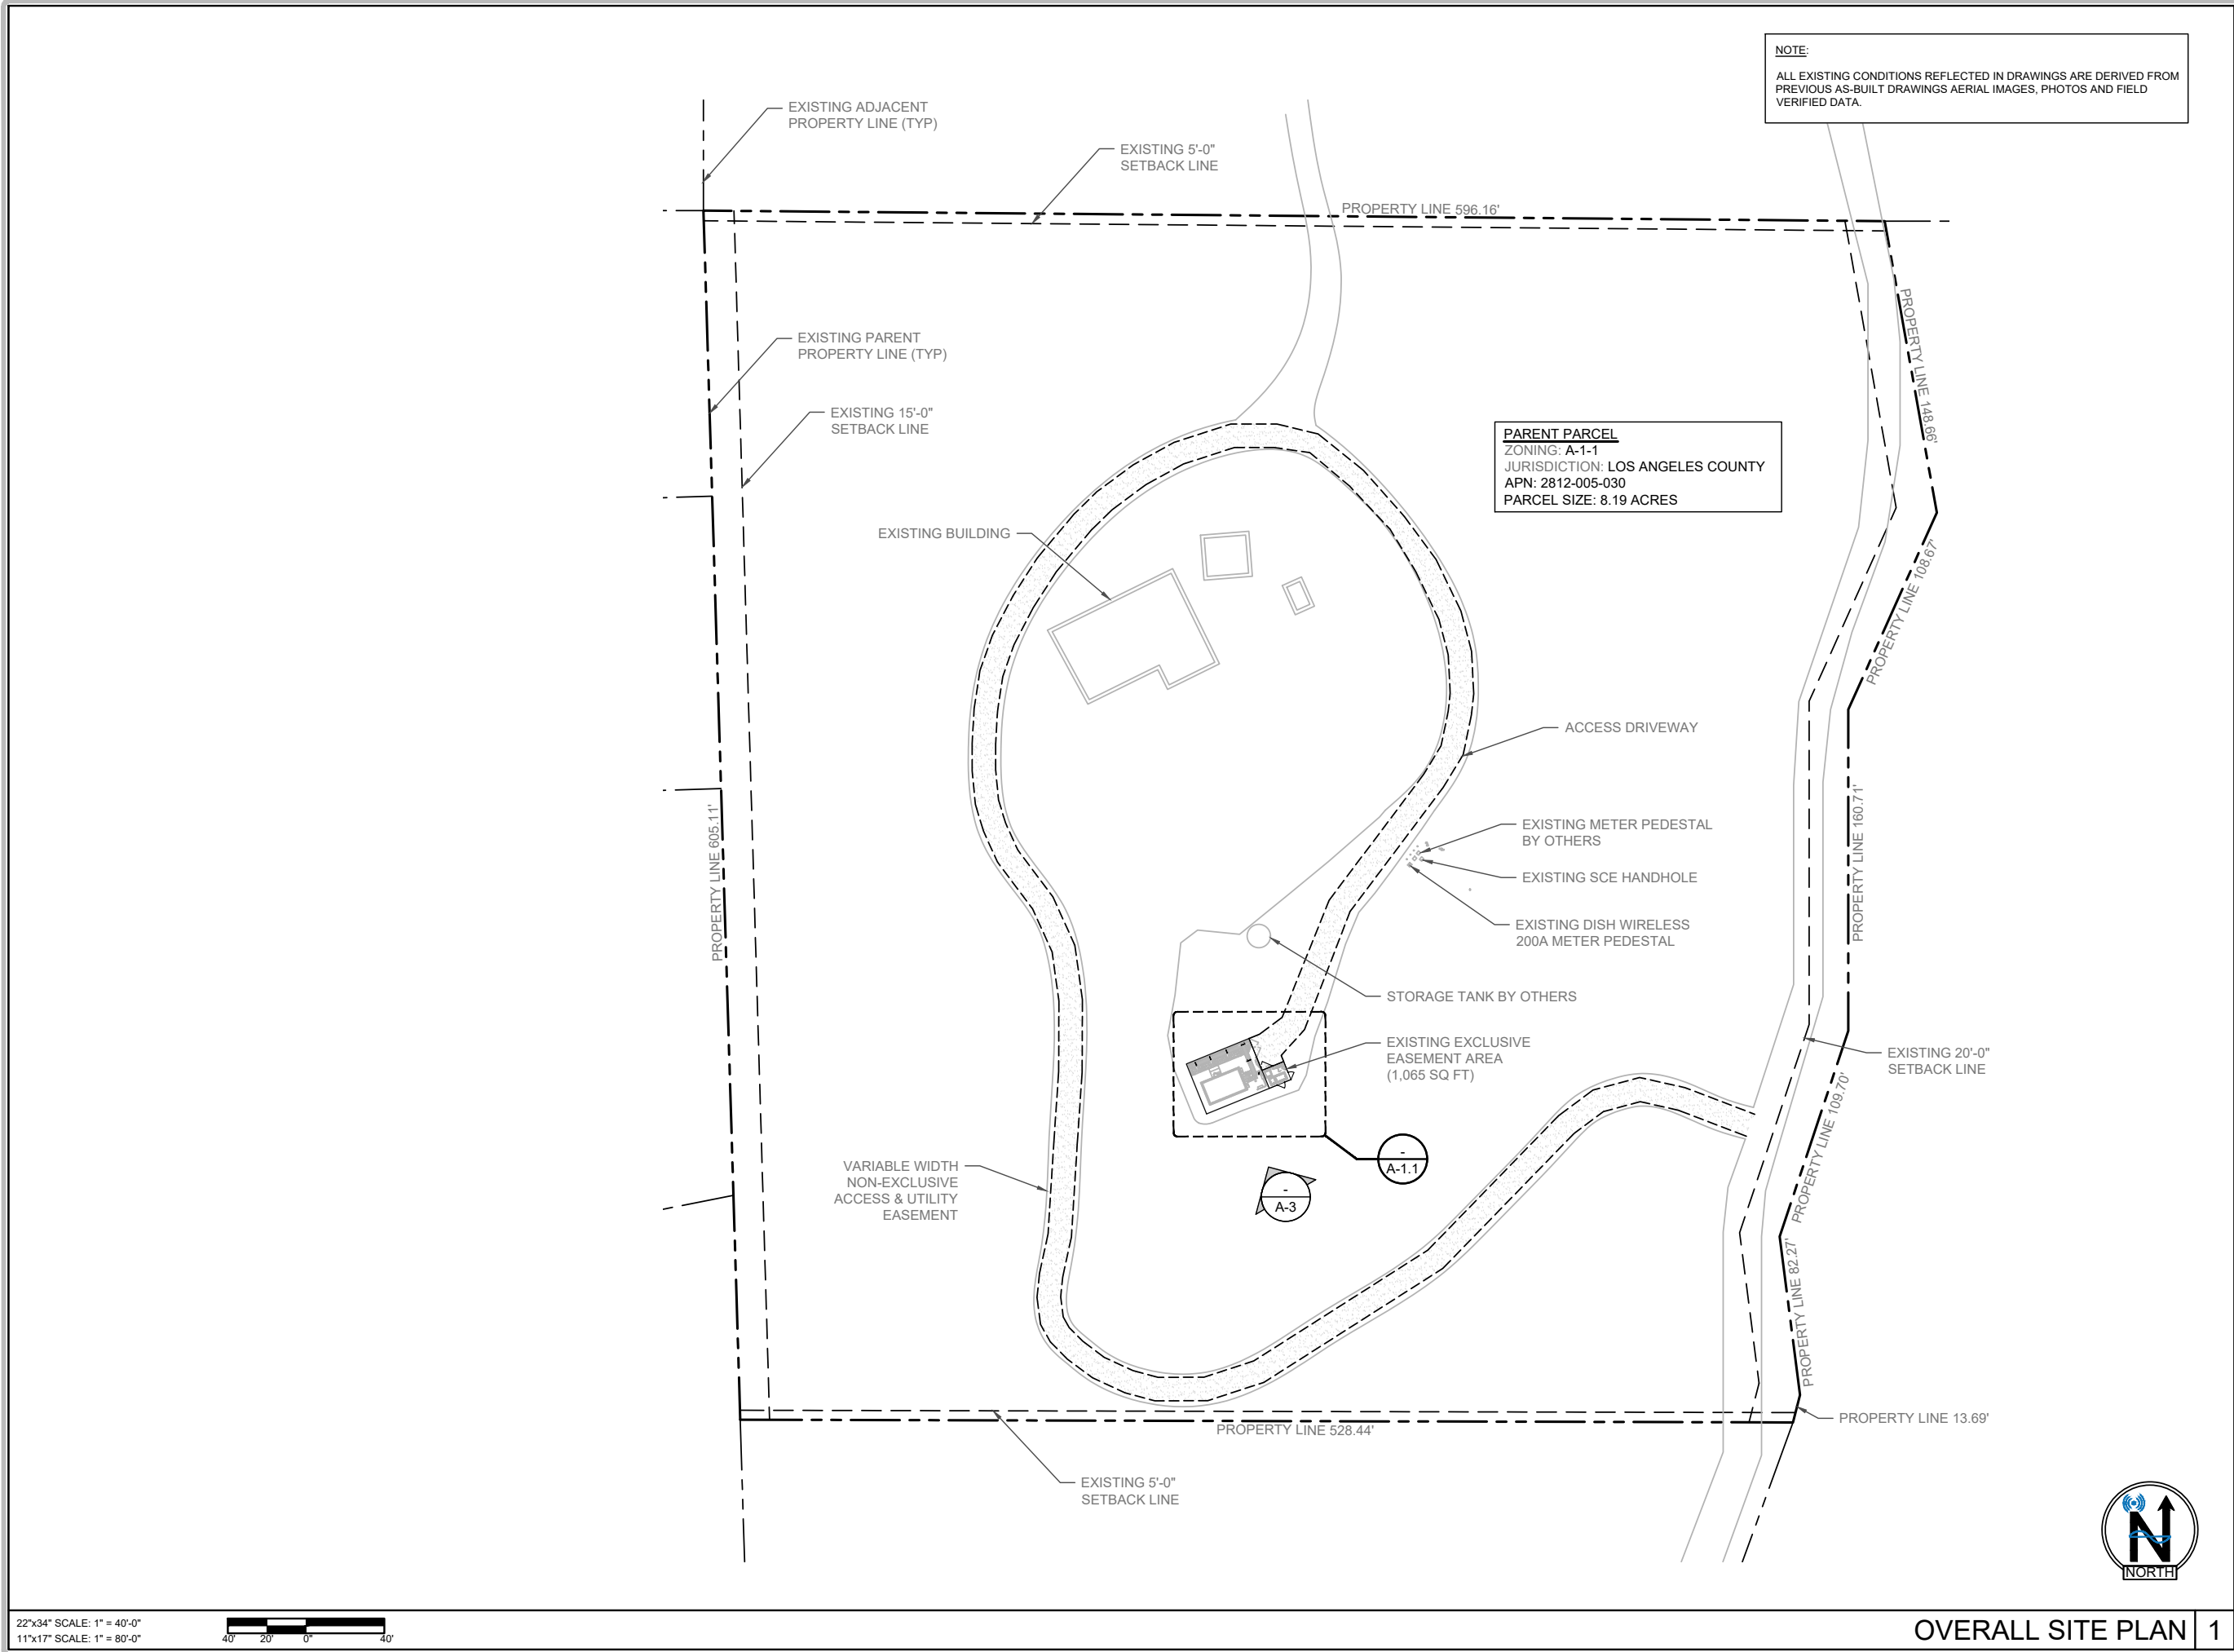 NOTE:
ALL EXISTING CONDITIONS REFLECTED IN DRAWINGS ARE DERIVED FROM
PREVIOUS AS-BUILT DRAWINGS AERIAL IMAGES, PHOTOS AND FIELD
VERIFIED DATA.
EXISTING ADJACENT
PROPERTY LINE (TYP)
EXISTING 5'-0"
SETBACK LINE
PROPERTY LINE 596.16'
PROPERTY LINE 148.66'
EXISTING PARENT
PROPERTY LINE (TYP)
EXISTING 15'-0"
SETBACK LINE
PARENT PARCEL
ZONING: A-1-1
JURISDICTION: LOS ANGELES COUNTY
APN: 2812-005-030
PARCEL SIZE: 8.19 ACRES
EXISTING BUILDING
PROPERTY LINE 108.67'
ACCESS DRIVEWAY
PROPERTY LINE 605.11'
EXISTING METER PEDESTAL
BY OTHERS
PROPERTY LINE 160.71'
EXISTING SCE HANDHOLE
EXISTING DISH WIRELESS
200A METER PEDESTAL
STORAGE TANK BY OTHERS
EXISTING EXCLUSIVE
EASEMENT AREA
(1,065 SQ FT)
EXISTING 20'-0"
SETBACK LINE
PROPERTY LINE 109.70'
-
A-1.1
VARIABLE WIDTH
NON-EXCLUSIVE
ACCESS & UTILITY
EASEMENT
-
A-3
PROPERTY LINE 82.27'
PROPERTY LINE 13.69'
PROPERTY LINE 528.44'
EXISTING 5'-0"
SETBACK LINE
N
NORTH
22"x34" SCALE: 1" = 40'-0"
11"x17" SCALE: 1" = 80'-0"
40' 20' 0" 40'
OVERALL SITE PLAN 1